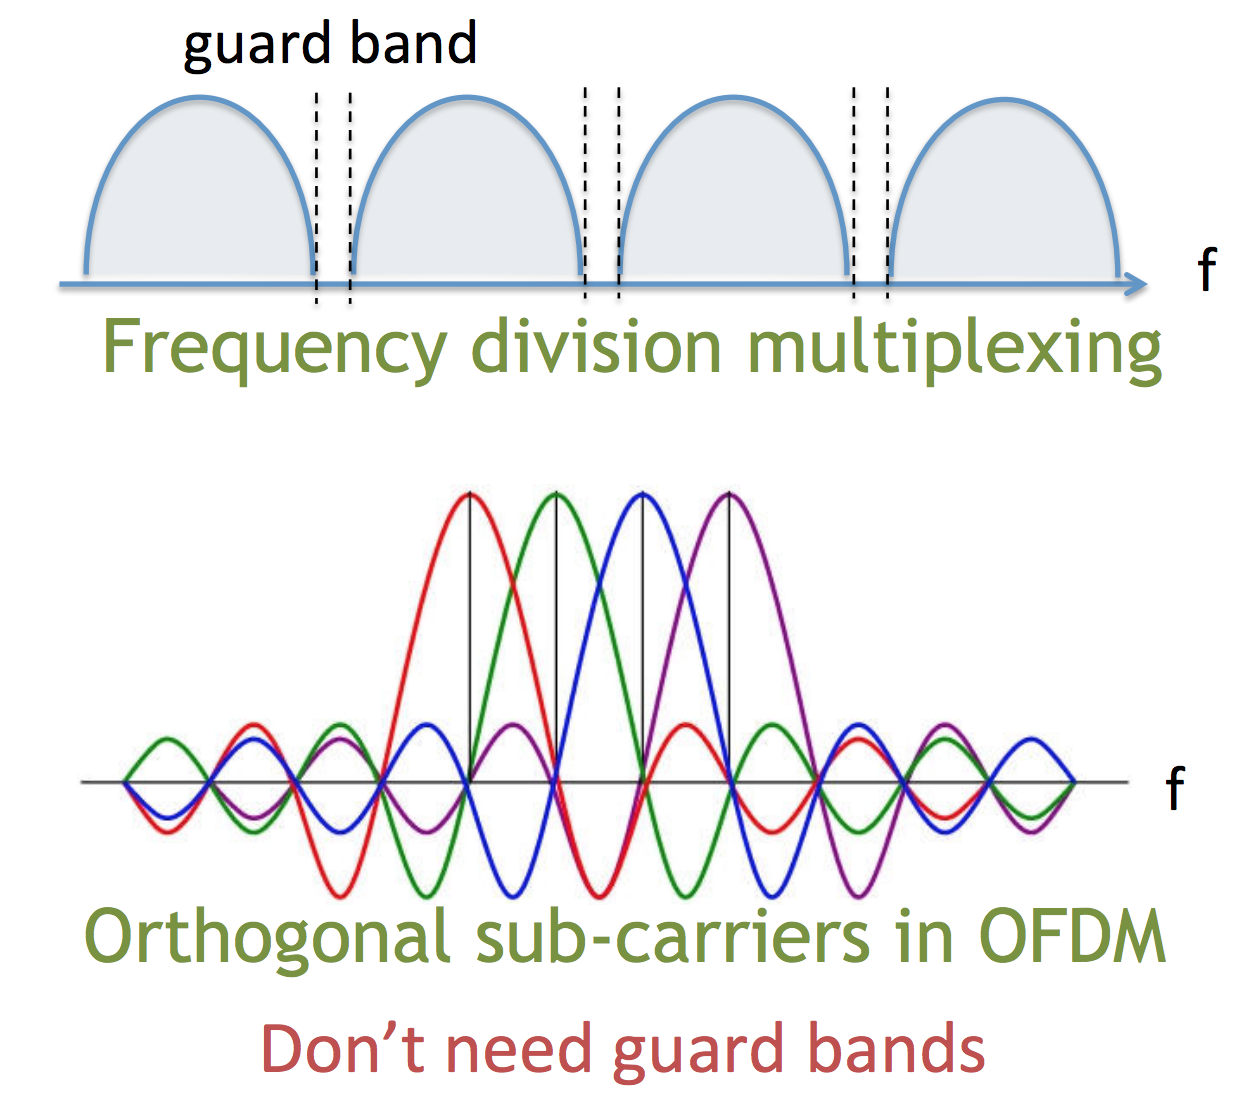 guard band
f
Frequency division multiplexing
f
Orthogonal sub-carriers in OFDM
Don’t need guard bands